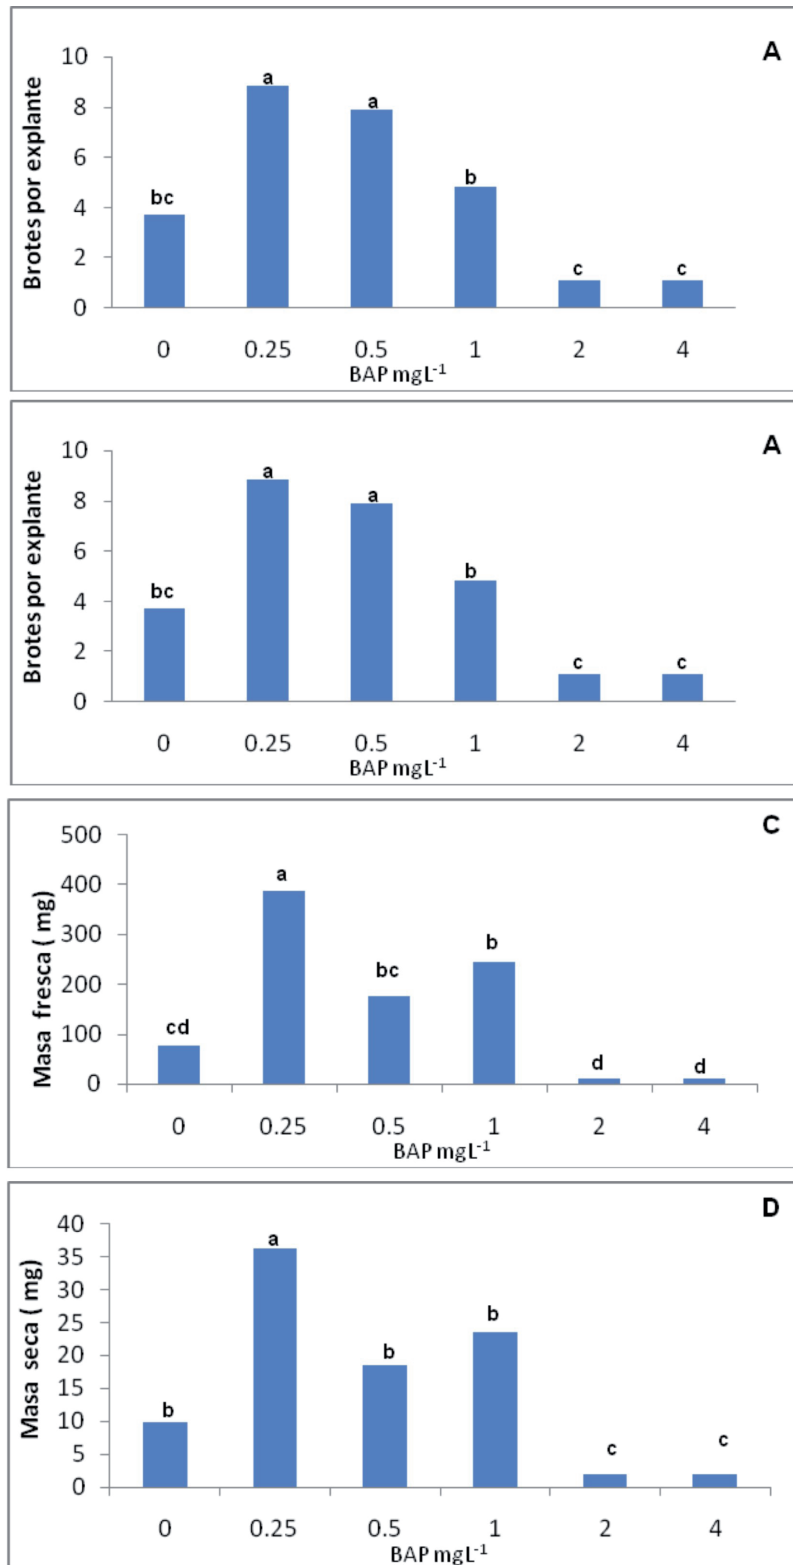 A
Brotes por explante
10
8
6
4
2
0
bc
a
a
b
c
c
0 0.25 0.5 1 2 4
BAP mgL-1
A
Brotes por explante
10
8
6
4
2
0
bc
a
a
b
c
c
0 0.25 0.5 1 2 4
BAP mgL-1
C
Masa fresca ( mg)
500
400
300
200
100
0
cd
a
bc
b
d
d
0 0.25 0.5 1 2 4
BAP mgL-1
D
Masa seca ( mg)
40
35
30
25
20
15
10
5
0
b
a
b
b
c
c
0 0.25 0.5 1 2 4
BAP mgL-1